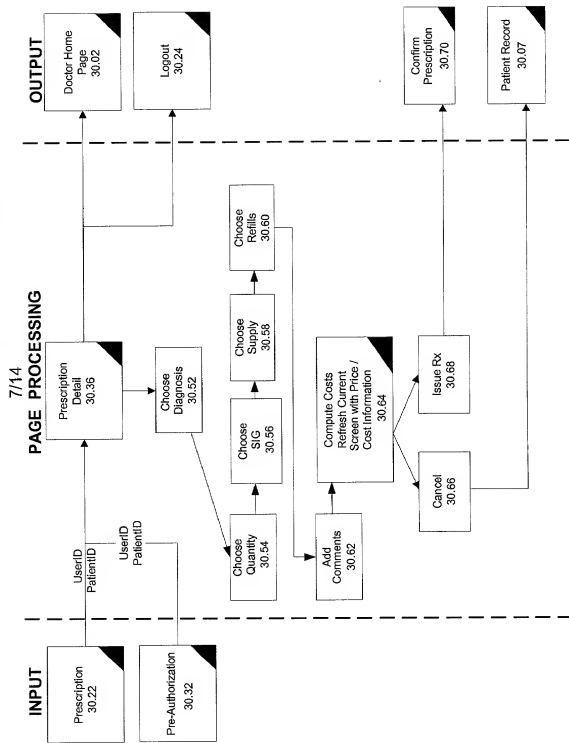 7/14
INPUT
PAGE PROCESSING
OUTPUT
Prescription
30.22
Pre-Authorization
30.32
UserID
PatientID
UserID
PatientID
Prescription
Detail
30.36
Doctor Home
Page
30.02
Logout
30.24
Choose
Diagnosis
30.52
Choose
Quantity
30.54
Choose
SIG
30.56
Choose
Supply
30.58
Choose
Refills
30.60
Add
Comments
30.62
Compute Costs
Refresh Current
Screen with Price /
Cost Information
30.64
Cancel
30.66
Issue Rx
30.68
Confirm
Prescription
30.70
Patient Record
30.07